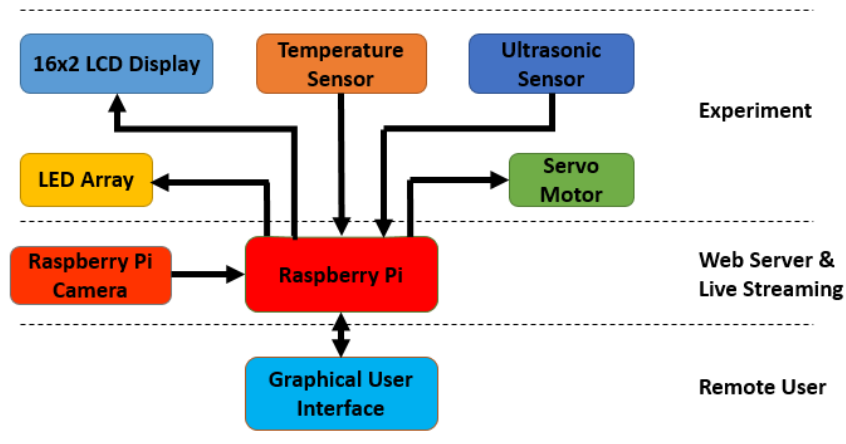 16x2 LCD Display
Temperature
Sensor
Ultrasonic
Sensor
Experiment
LED Array
Servo
Motor
Raspberry Pi
Camera
Raspberry Pi
Web Server &
Live Streaming
Graphical User
Interface
Remote User